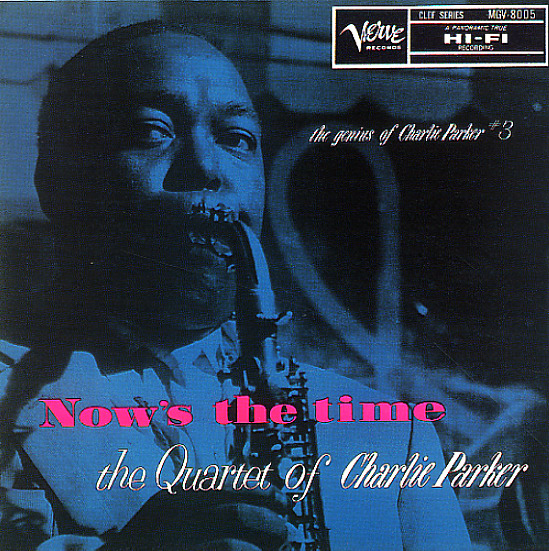 Verve
RECORDS
CLEF SERIES MGV-8005
A PANORAMIC TRUE
HI-FI
RECORDING
the genius of Charlie Parker #3
Now's the time
the Quartet of Charlie Parker